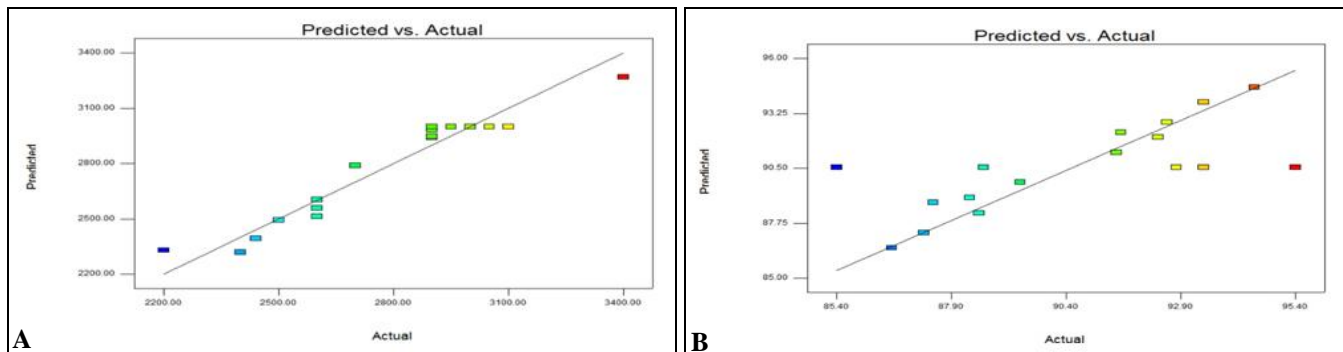 Predicted vs. Actual
3400.00
3100.00
2800.00
2500.00
2200.00
Predicted
2200.00 2500.00 2800.00 3100.00 3400.00
Actual
A
Predicted vs. Actual
96.00
93.25
90.50
87.75
85.00
Predicted
85.40 87.90 90.40 92.90 95.40
Actual
B